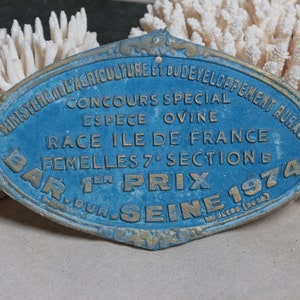 MINISTERE DE L'AGRICULTURE ET DU DEVELOPPEMENT RURAL
CONCOURS SPECIAL
ESPECE OVINE
RACE ILE DE FRANCE
FEMELLES 7E SECTION B
1ER PRIX
BAR.SUR.SEINE 1974